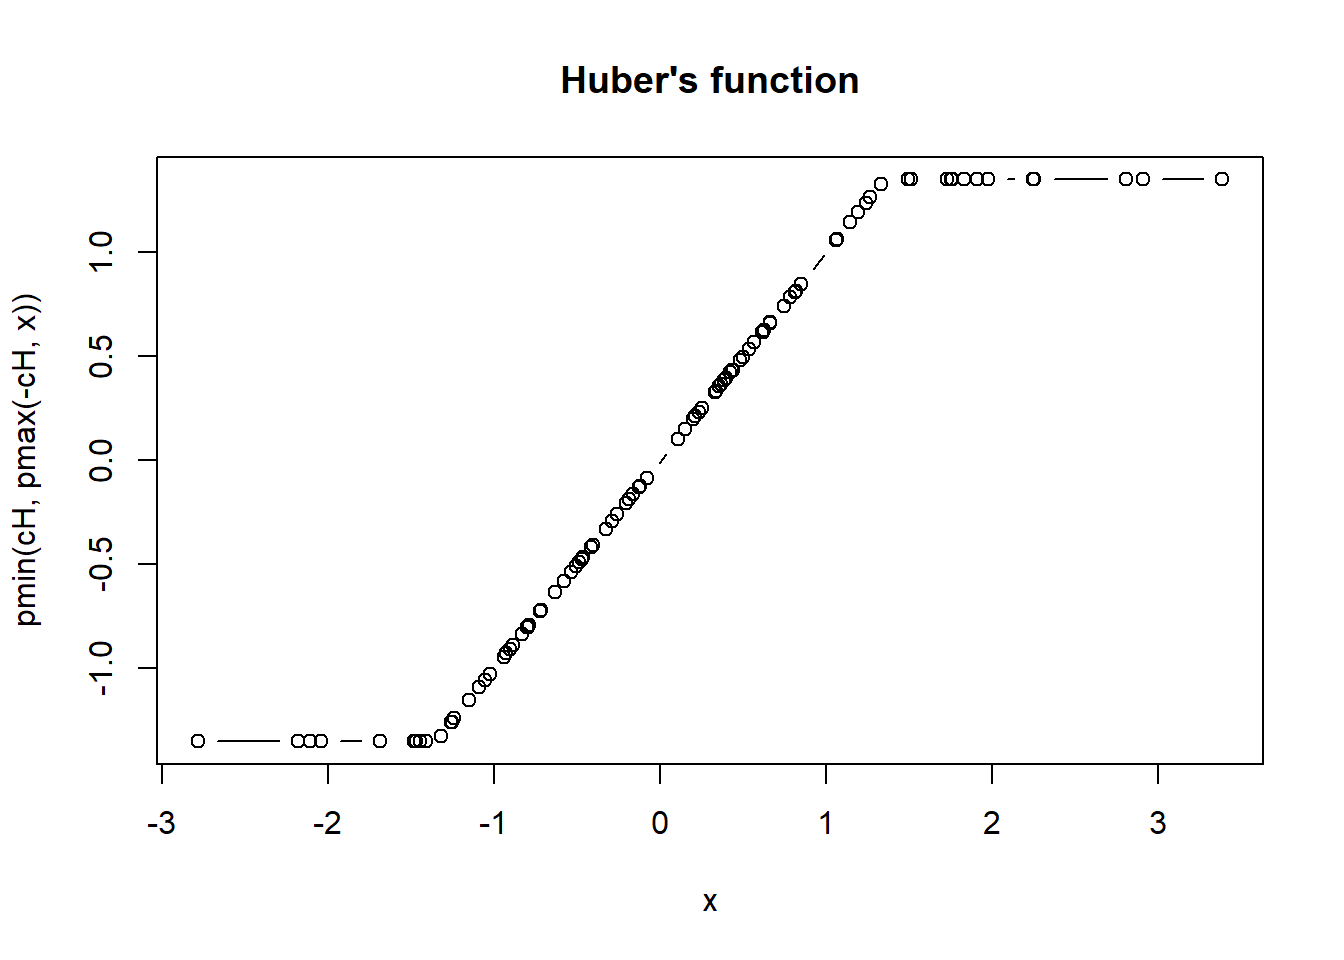 Huber's function
pmin(cH, pmax(-cH, x))
1.0
0.5
0.0
-0.5
-1.0
-3 -2 -1 0 1 2 3
x